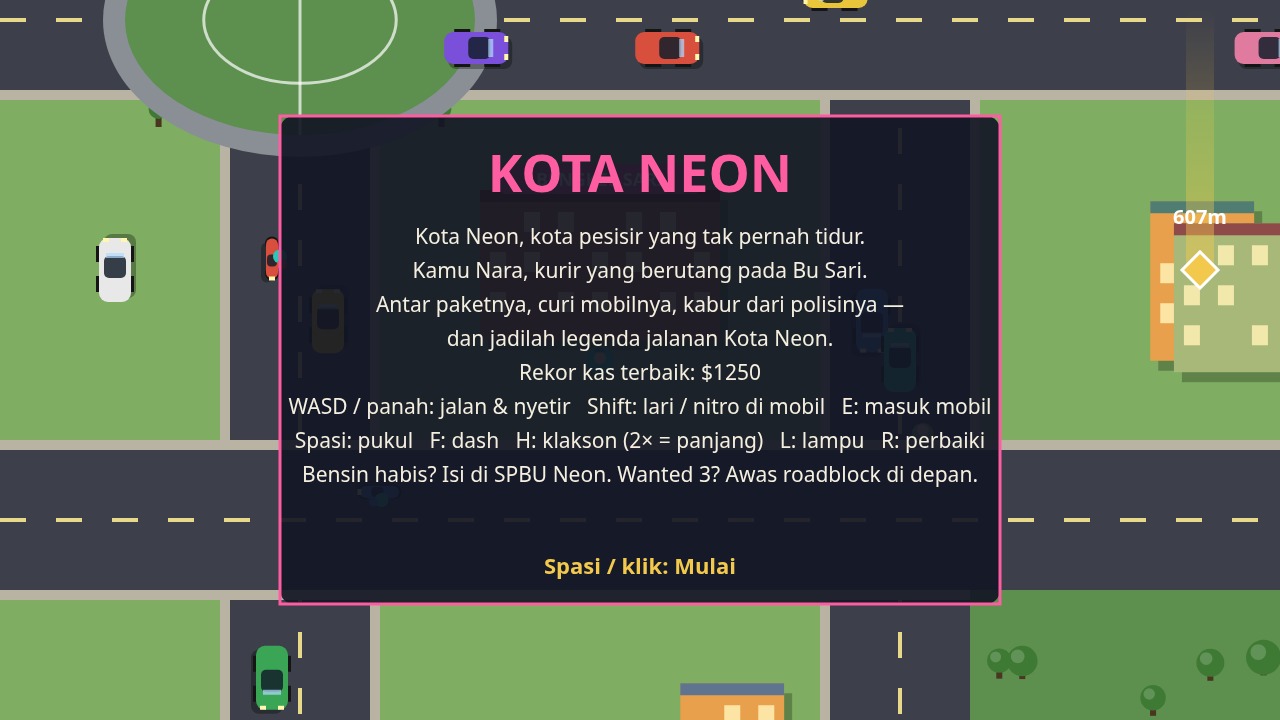 KOTA NEON
Kota Neon, kota pesisir yang tak pernah tidur.
Kamu Nara, kurir yang berutang pada Bu Sari.
Antar paketnya, curi mobilnya, kabur dari polisinya —
dan jadilah legenda jalanan Kota Neon.
Rekor kas terbaik: $1250
WASD / panah: jalan & nyetir   Shift: lari / nitro di mobil   E: masuk mobil
Spasi: pukul   F: dash   H: klakson (2× = panjang)   L: lampu   R: perbaiki
Bensin habis? Isi di SPBU Neon. Wanted 3? Awas roadblock di depan.
Spasi / klik: Mulai
607m